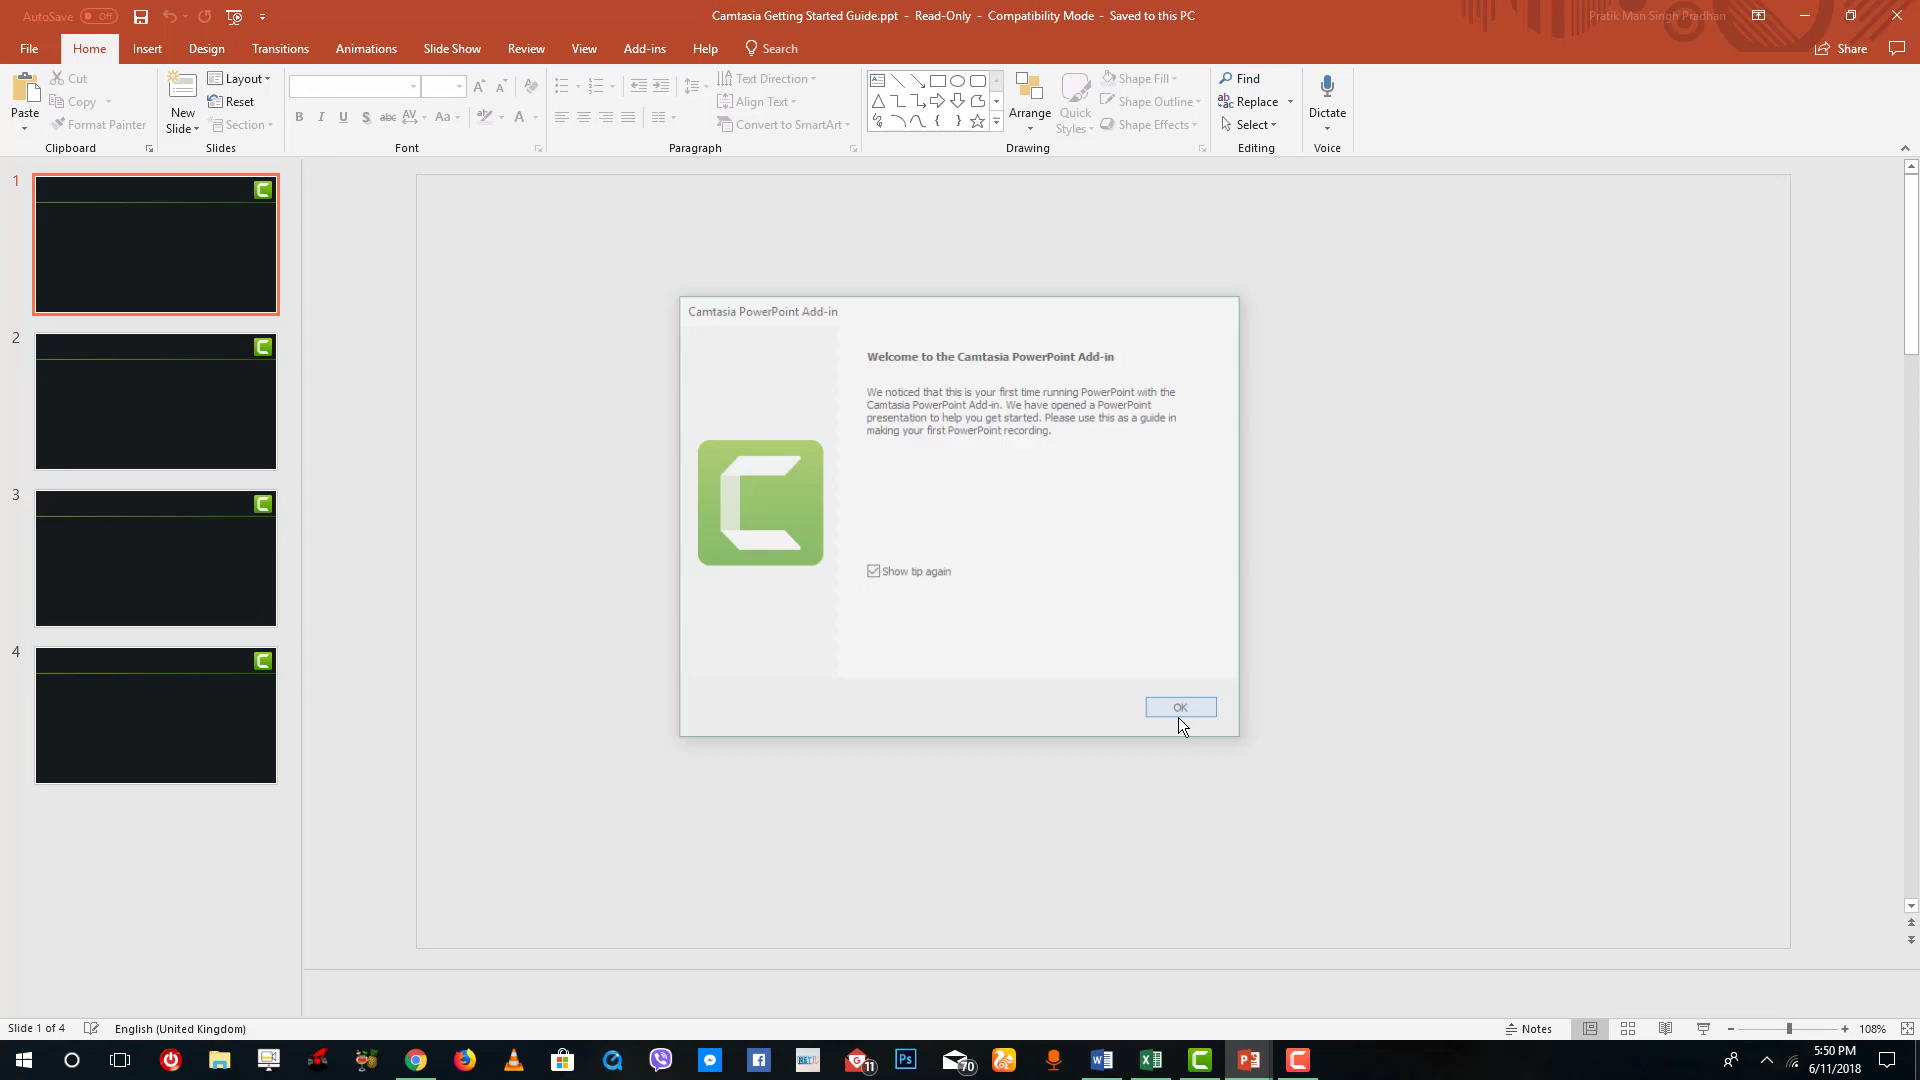 AutoSave Off
Camtasia Getting Started Guide.ppt - Read-Only - Compatibility Mode - Saved to this PC
Pratik Man Singh Pradhan
File Home Insert Design Transitions Animations Slide Show Review View Add-ins Help Search
Share
Paste
Cut
Copy
Format Painter
Clipboard
New
Slide
Layout
Reset
Section
Slides
B I U S abc AV Aa A
Font
Text Direction
Align Text
Convert to SmartArt
Paragraph
Arrange
Quick
Styles
Shape Fill
Shape Outline
Shape Effects
Drawing
Find
Replace
Select
Editing
Dictate
Voice
1
2
3
4
Camtasia PowerPoint Add-in
Welcome to the Camtasia PowerPoint Add-in
We noticed that this is your first time running PowerPoint with the
Camtasia PowerPoint Add-in. We have opened a PowerPoint
presentation to help you get started. Please use this as a guide in
making your first PowerPoint recording.
Show tip again
OK
Slide 1 of 4
English (United Kingdom)
Notes
108%
11
Ps
70
5:50 PM
6/11/2018